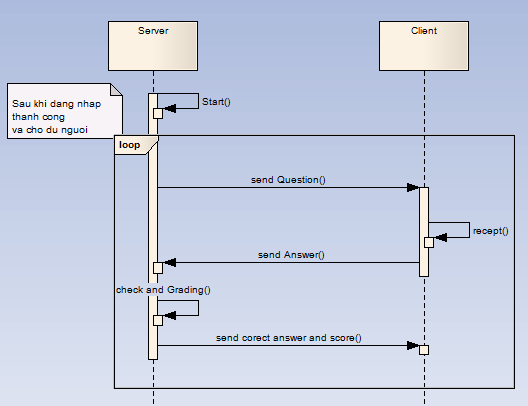 Server
Client
Sau khi dang nhap
thanh cong
va cho du nguoi
Start()
loop
send Question()
recept()
send Answer()
check and Grading()
send corect answer and score()